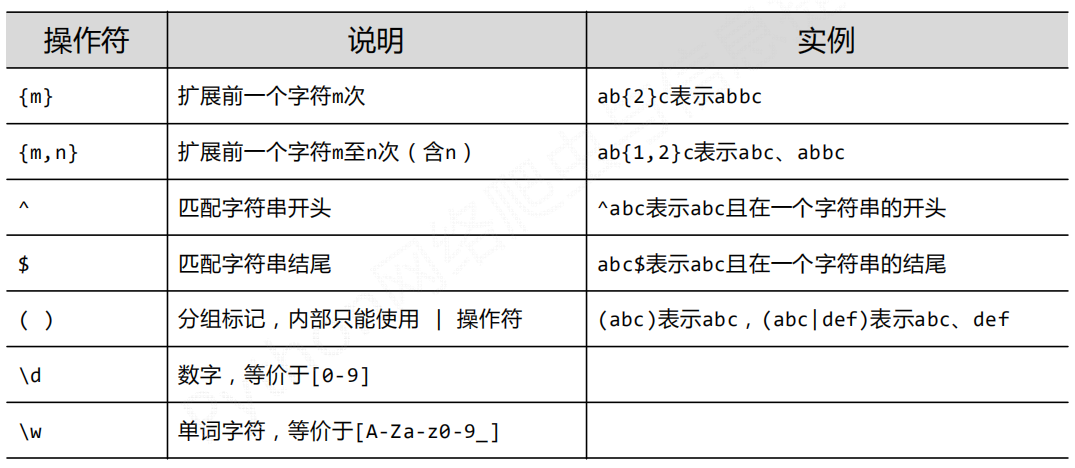 操作符 说明 实例
{m} 扩展前一个字符m次 ab{2}c表示abbc
{m,n} 扩展前一个字符m至n次（含n） ab{1,2}c表示abc、abbc
^ 匹配字符串开头 ^abc表示abc且在一个字符串的开头
$ 匹配字符串结尾 abc$表示abc且在一个字符串的结尾
( ) 分组标记，内部只能使用 | 操作符 (abc)表示abc，(abc|def)表示abc、def
\d 数字，等价于[0‐9]
\w 单词字符，等价于[A‐Za‐z0‐9_]